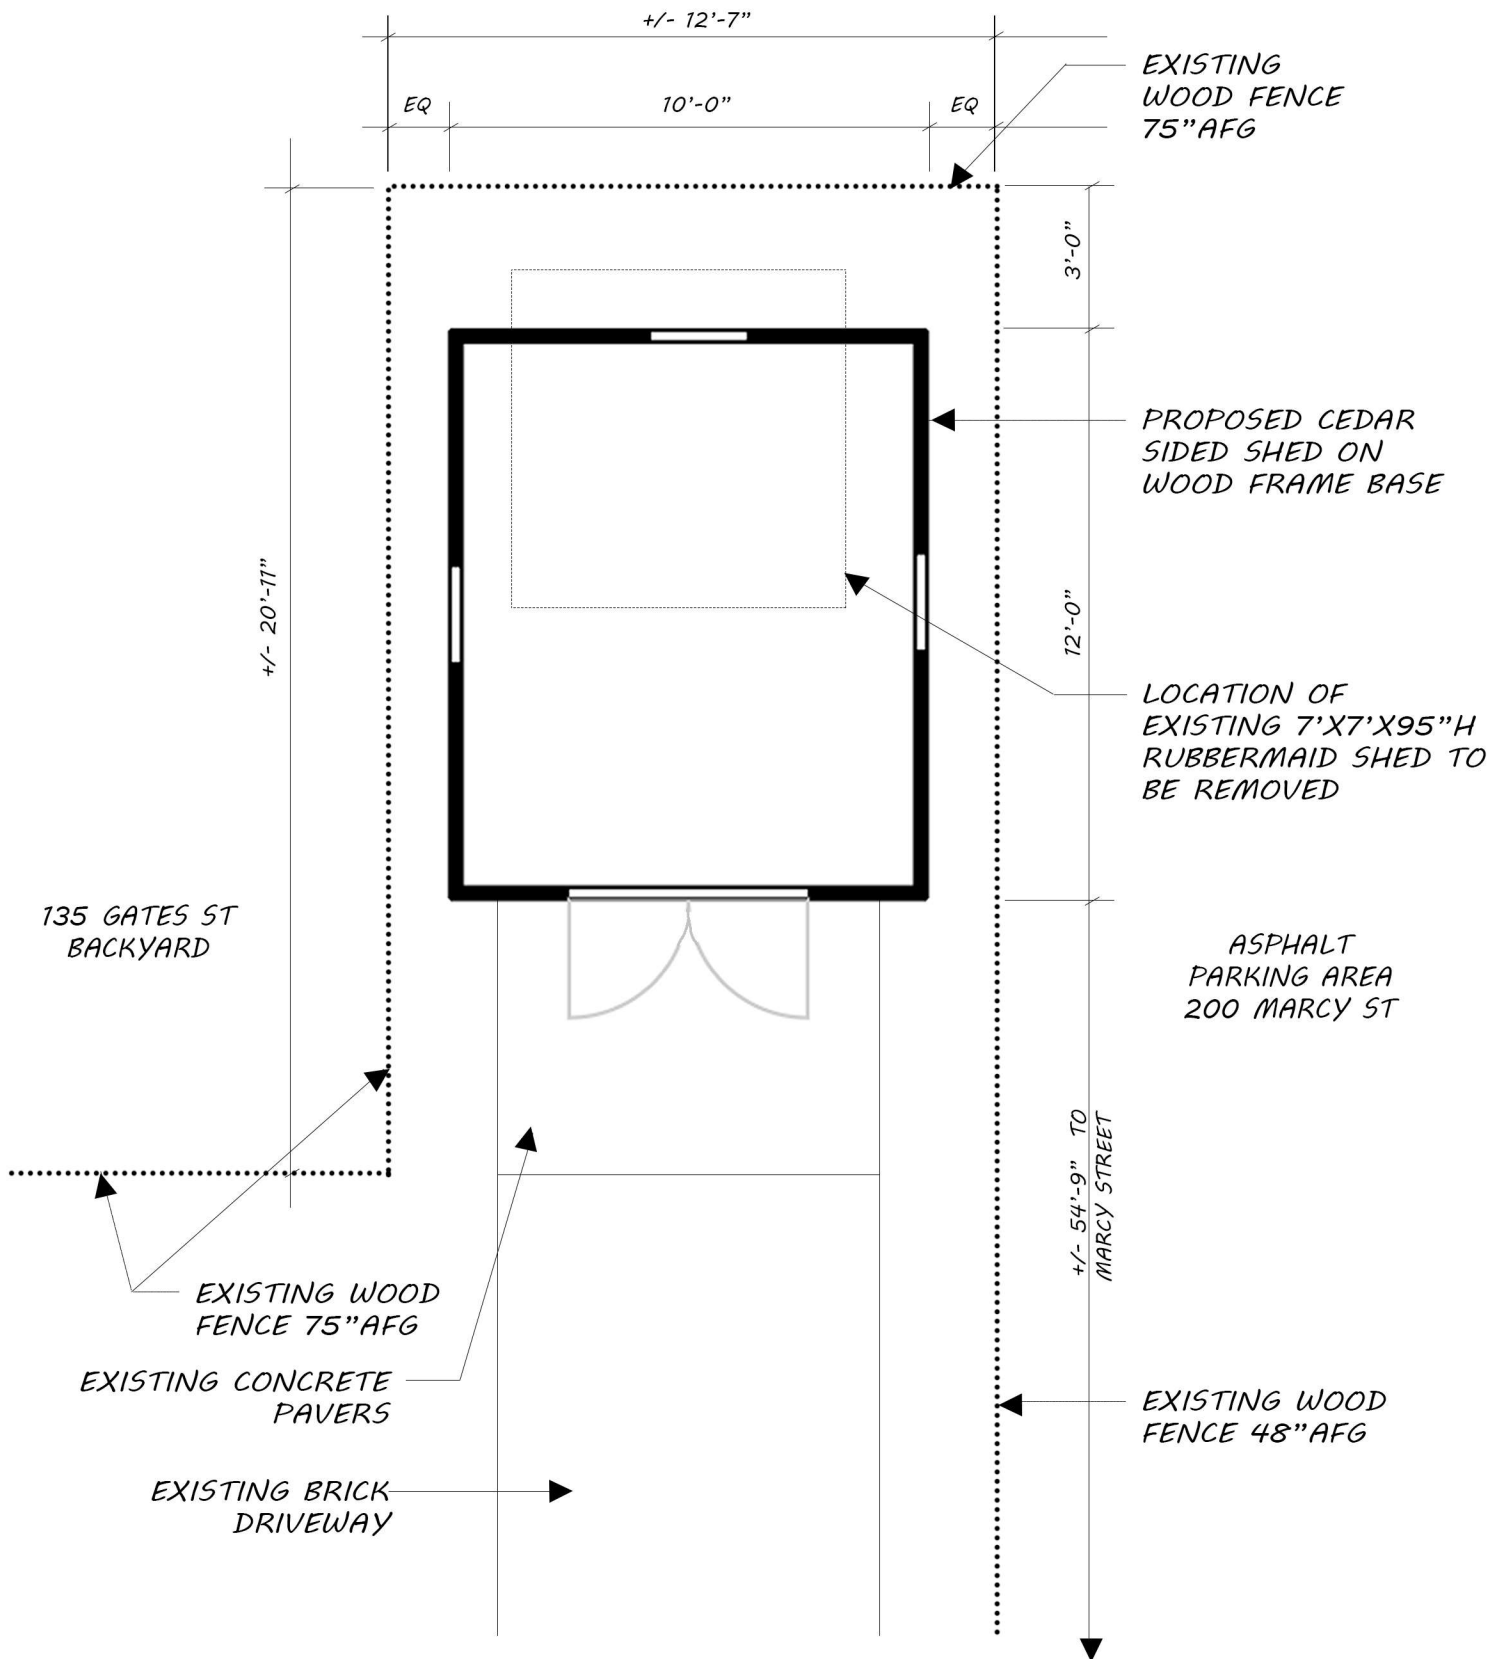 +/- 12’-7”
EQ
10’-0”
EQ
EXISTING
WOOD FENCE
75”AFG
3’-0”
PROPOSED CEDAR
SIDED SHED ON
WOOD FRAME BASE
+/- 20’-11”
12’-0”
LOCATION OF
EXISTING 7’X7’X95”H
RUBBERMAID SHED TO
BE REMOVED
135 GATES ST
BACKYARD
ASPHALT
PARKING AREA
200 MARCY ST
+/- 54’-9” TO
MARCY STREET
EXISTING WOOD
FENCE 75”AFG
EXISTING CONCRETE
PAVERS
EXISTING WOOD
FENCE 48”AFG
EXISTING BRICK
DRIVEWAY